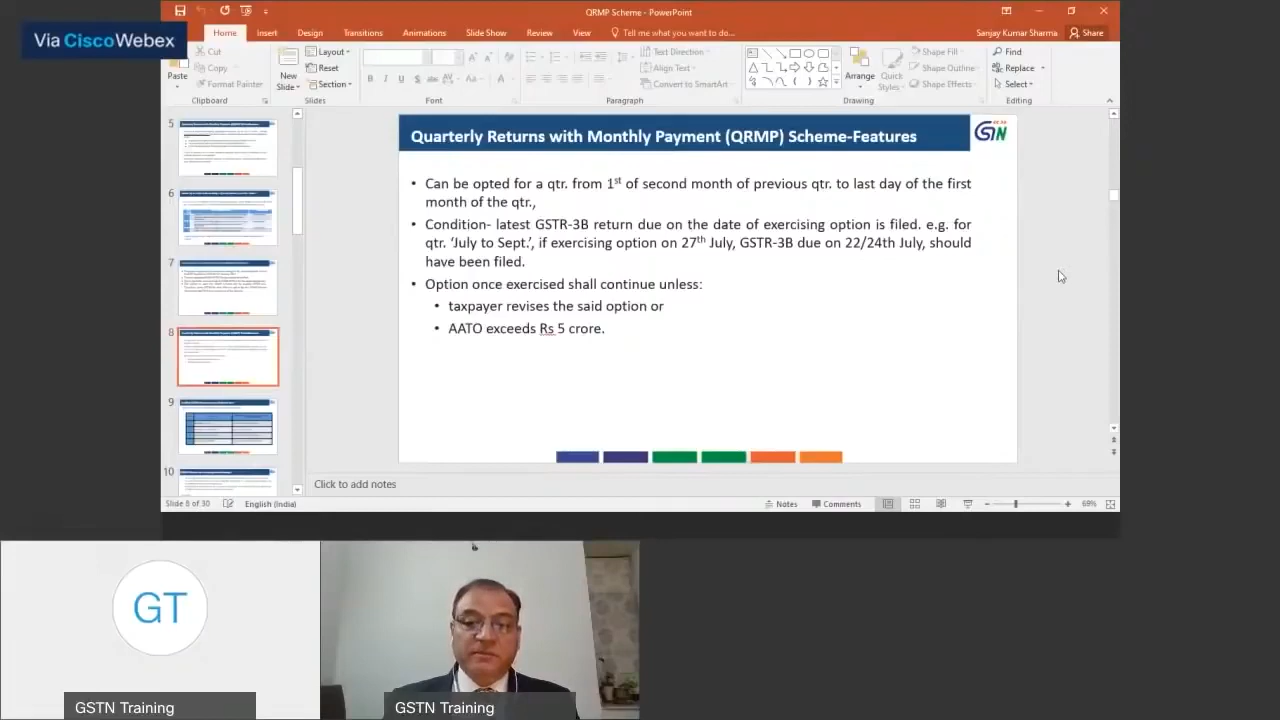 QRMP Scheme - PowerPoint
Via CiscoWebex
Home Insert Design Transitions Animations Slide Show Review View Tell me what you want to do... Sanjay Kumar Sharma Share
Paste
Cut
Copy
Format Painter
Clipboard
New
Slide
Layout
Reset
Section
Slides
Font
Text Direction
Align Text
Convert to SmartArt
Paragraph
Arrange
Quick
Styles
Shape Fill
Shape Outline
Shape Effects
Drawing
Find
Replace
Select
Editing
5
6
7
8
9
10
Quarterly Returns with Monthly Payment (QRMP) Scheme-Features
• Can be opted for a qtr. from 1st of second month of previous qtr. to last day of the first
month of the qtr.,
• Condition- latest GSTR-3B return due on the date of exercising option is filed. e.g. for
qtr. 'July to Sept.', if exercising option on 27th July, GSTR-3B due on 22/24th July, should
have been filed.
• Option once exercised shall continue unless:
• taxpayer revises the said option or
• AATO exceeds Rs 5 crore.
Click to add notes
Slide 8 of 30 English (India) Notes Comments 69%
GT
GSTN Training
GSTN Training